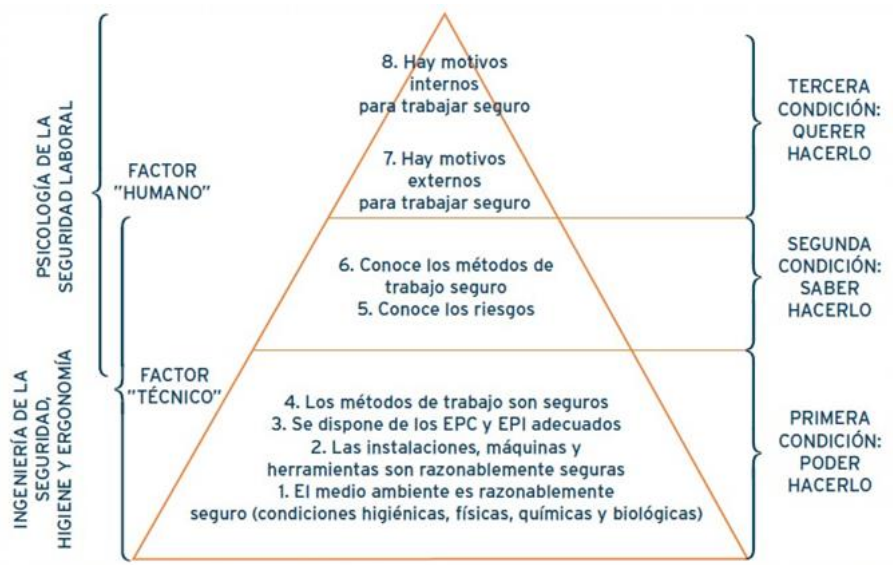 PSICOLOGÍA DE LA
SEGURIDAD LABORAL
INGENIERÍA DE LA
SEGURIDAD,
HIGIENE Y ERGONOMÍA
FACTOR
"HUMANO"
FACTOR
"TÉCNICO"
8. Hay motivos
internos
para trabajar seguro
7. Hay motivos
externos
para trabajar seguro
6. Conoce los métodos de
trabajo seguro
5. Conoce los riesgos
4. Los métodos de trabajo son seguros
3. Se dispone de los EPC y EPI adecuados
2. Las instalaciones, máquinas y
herramientas son razonablemente seguras
1. El medio ambiente es razonablemente
seguro (condiciones higiénicas, físicas, químicas y biológicas)
TERCERA
CONDICIÓN:
QUERER
HACERLO
SEGUNDA
CONDICIÓN:
SABER
HACERLO
PRIMERA
CONDICIÓN:
PODER
HACERLO